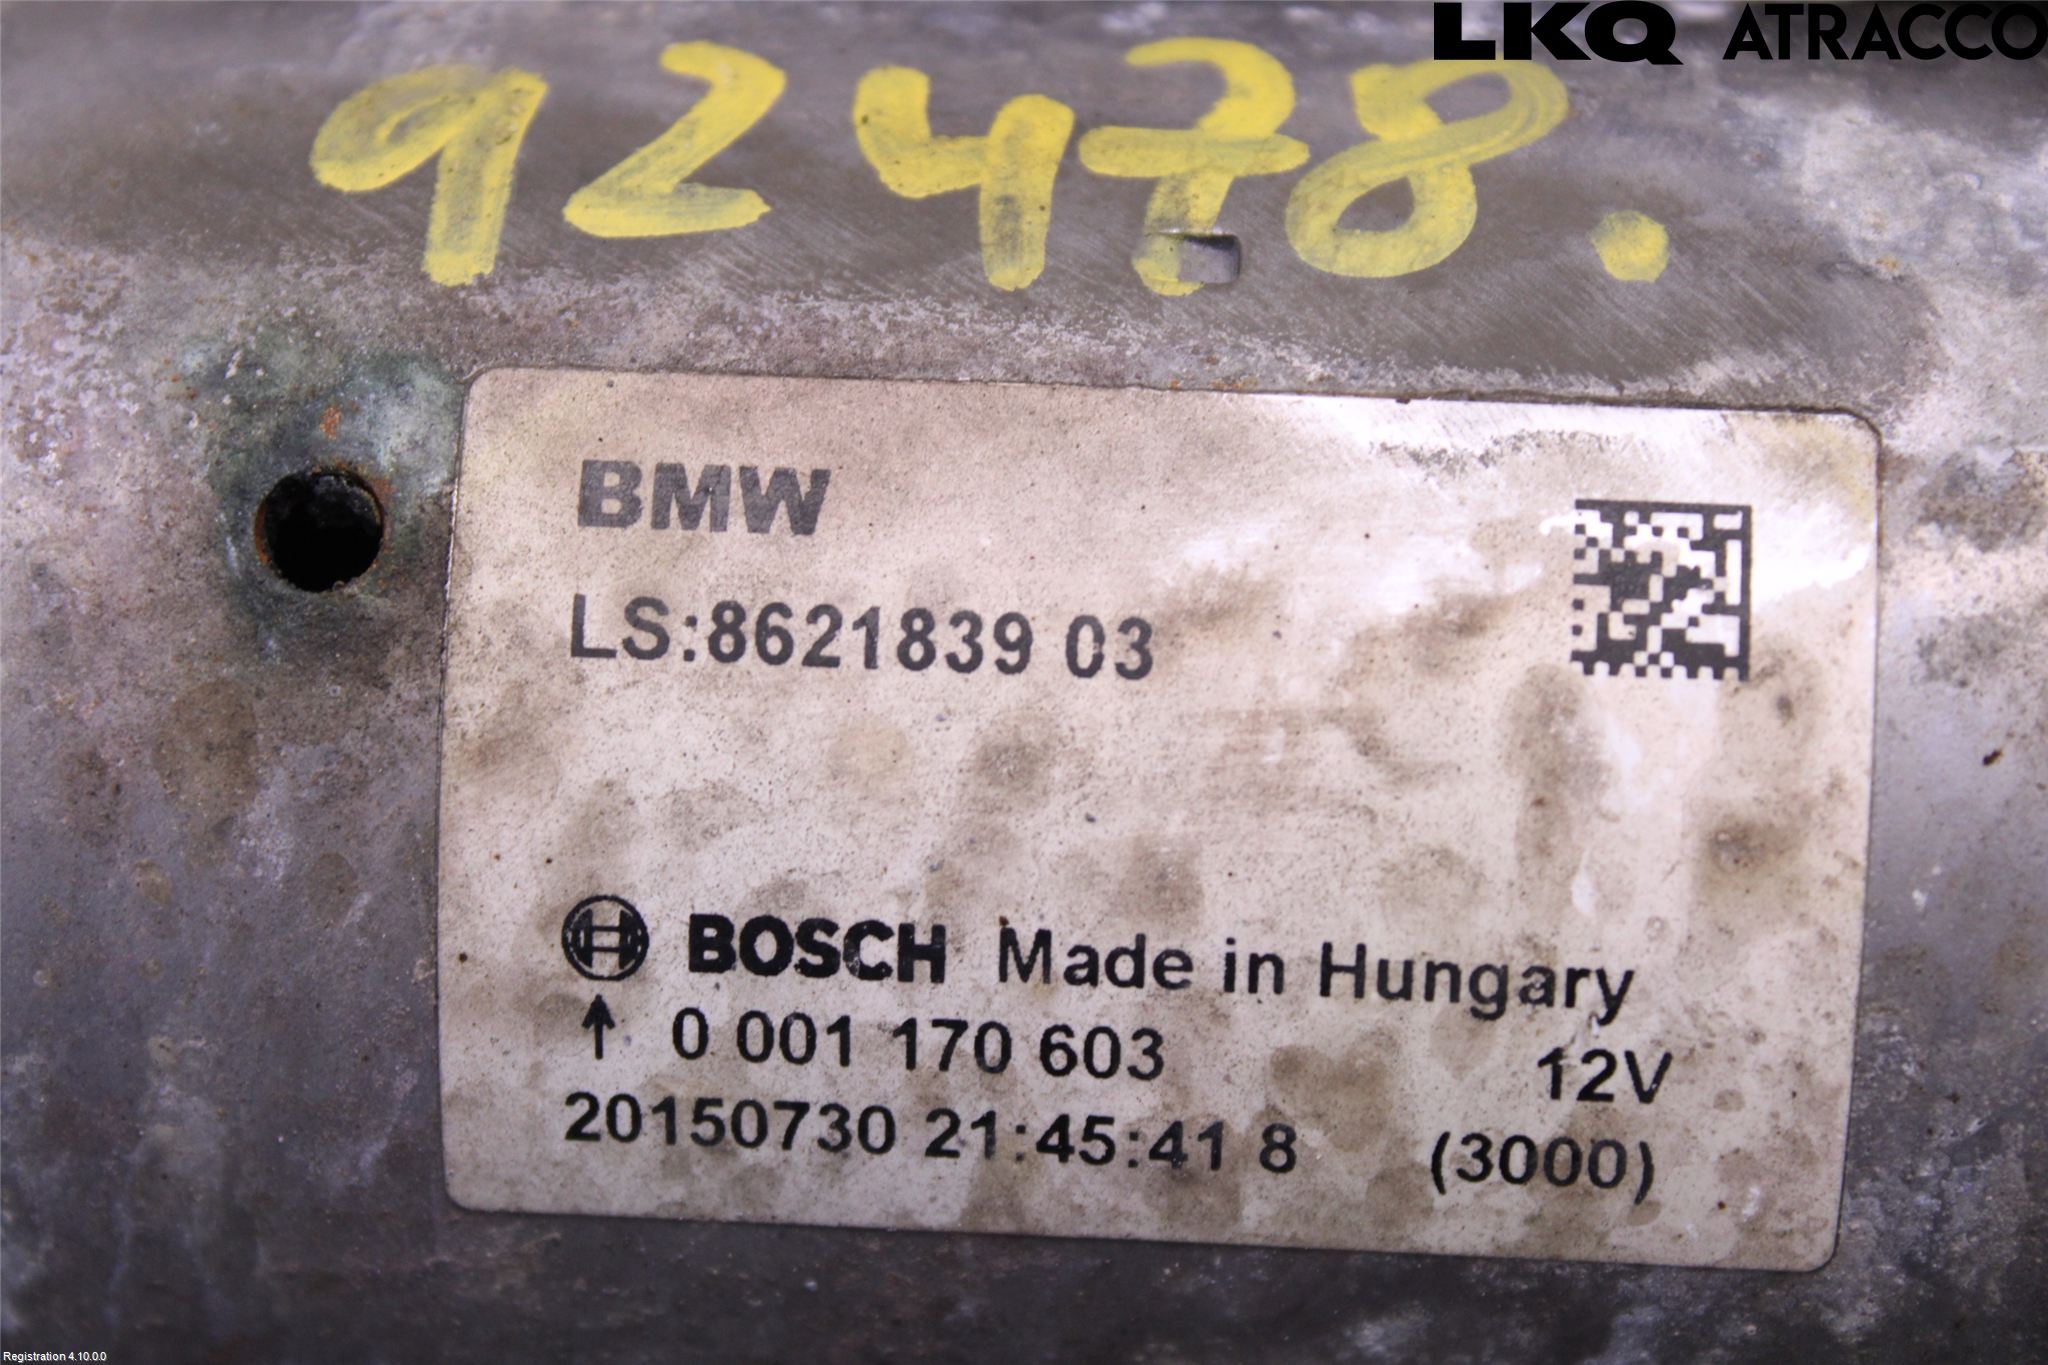 LKQ ATRACCO
92478.
BMW
LS:8621839 03
BOSCH Made in Hungary
↑ 0 001 170 603 12V
20150730 21:45:41 8 (3000)
Registration 4.10.0.0